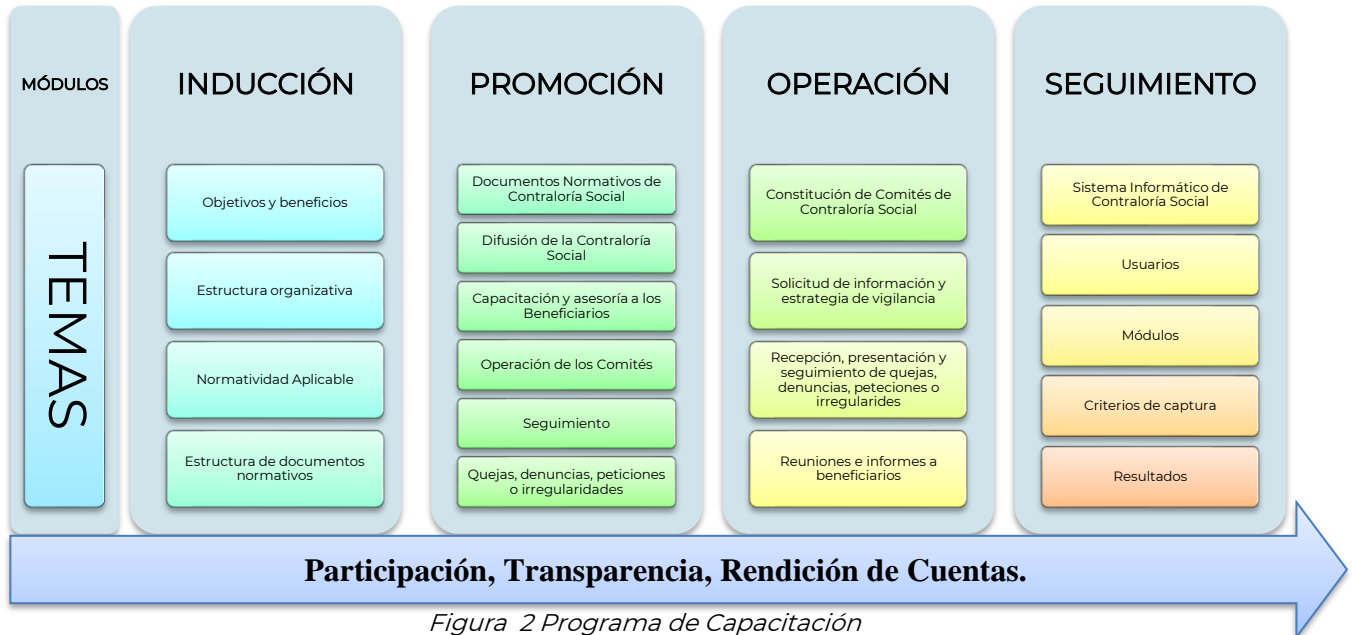 MÓDULOS
TEMAS
INDUCCIÓN
Objetivos y beneficios
Estructura organizativa
Normatividad Aplicable
Estructura de documentos
normativos
PROMOCIÓN
Documentos Normativos de
Contraloría Social
Difusión de la Contraloría
Social
Capacitación y asesoría a los
Beneficiarios
Operación de los Comités
Seguimiento
Quejas, denuncias, peticiones
o irregularidades
OPERACIÓN
Constitución de Comités de
Contraloría Social
Solicitud de información y
estrategia de vigilancia
Recepción, presentación y
seguimiento de quejas,
denuncias, peteciones o
irregularides
Reuniones e informes a
beneficiarios
SEGUIMIENTO
Sistema Informático de
Contraloría Social
Usuarios
Módulos
Criterios de captura
Resultados
Participación, Transparencia, Rendición de Cuentas.
Figura 2 Programa de Capacitación